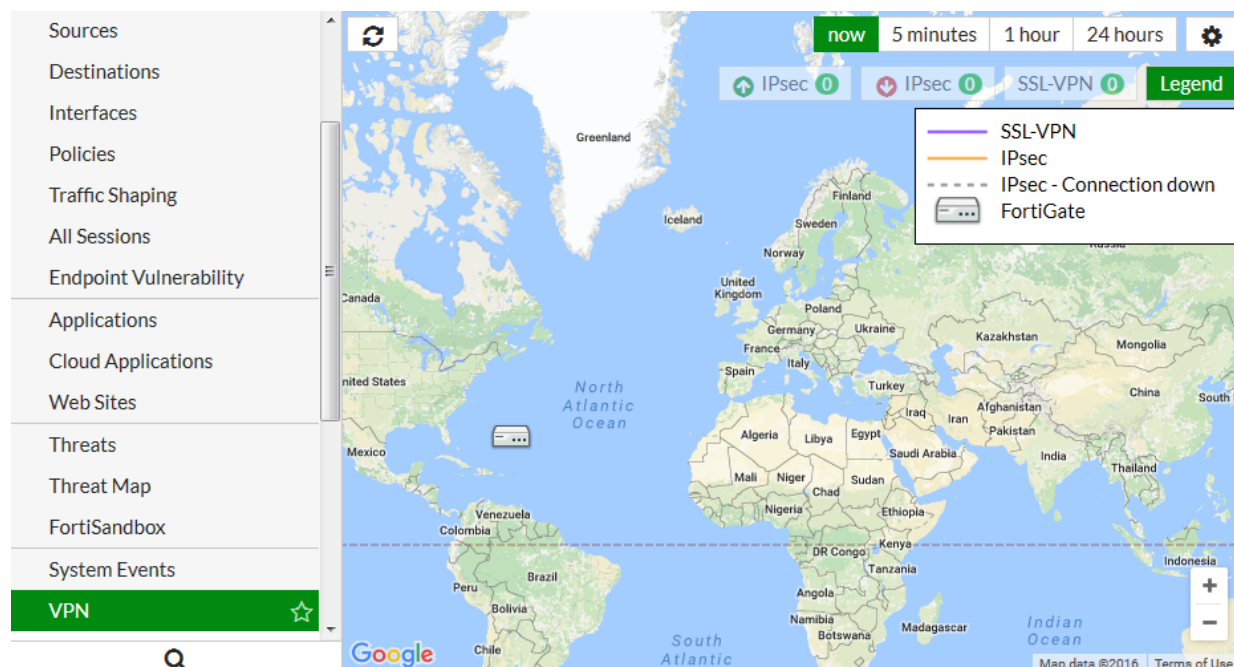 Sources
Destinations
Interfaces
Policies
Traffic Shaping
All Sessions
Endpoint Vulnerability
Applications
Cloud Applications
Web Sites
Threats
Threat Map
FortiSandbox
System Events
VPN
now 5 minutes 1 hour 24 hours
IPsec 0 IPsec 0 SSL-VPN 0 Legend
SSL-VPN
IPsec
IPsec - Connection down
FortiGate
Greenland
Iceland
Finland
Sweden
Norway
United
Kingdom
Canada
Poland
Germany
Ukraine
Kazakhstan
Mongolia
France
Italy
Spain
nited States
North
Atlantic
Ocean
Turkey
China
South
Iraq
Iran
Afghanistan
Pakistan
Mexico
Algeria
Libya
Egypt
Saudi Arabia
India
Thailand
Mali
Niger
Chad
Sudan
Nigeria
Ethiopia
Venezuela
Colombia
Kenya
DR Congo
Tanzania
Indonesia
Brazil
Peru
Angola
Bolivia
Namibia
Botswana
Madagascar
Indian
Ocean
Chile
South
Atlantic
Google
Map data ©2016 Terms of Use